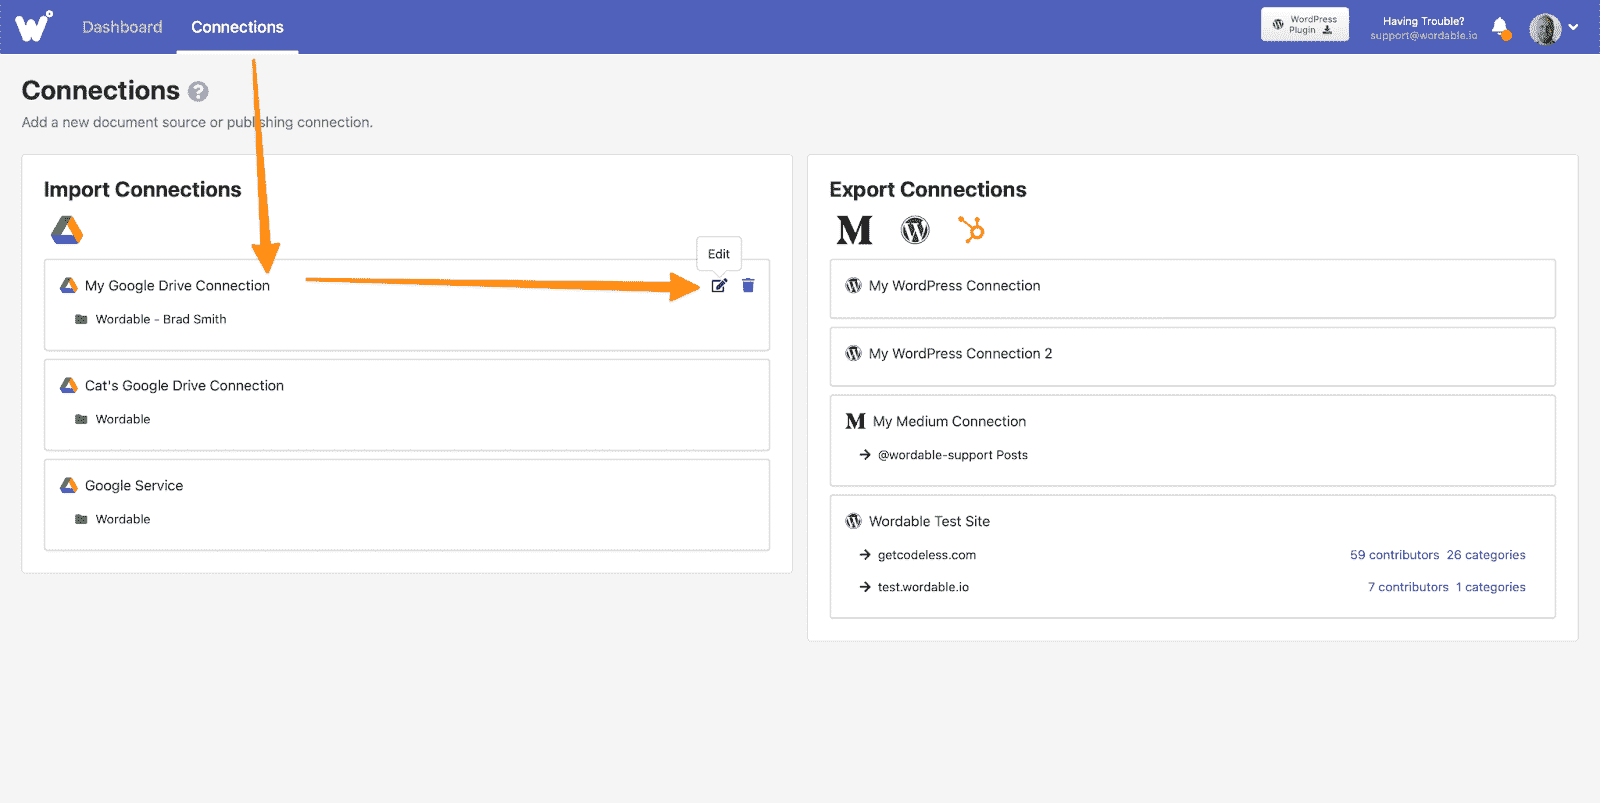 W Dashboard Connections WordPress Plugin Having Trouble?
support@wordable.io
Connections ?
Add a new document source or publishing connection.
Import Connections
Edit
My Google Drive Connection
Wordable - Brad Smith
Cat's Google Drive Connection
Wordable
Google Service
Wordable
Export Connections
M
My WordPress Connection
My WordPress Connection 2
M My Medium Connection
→ @wordable-support Posts
Wordable Test Site
→ getcodeless.com 59 contributors 26 categories
→ test.wordable.io 7 contributors 1 categories